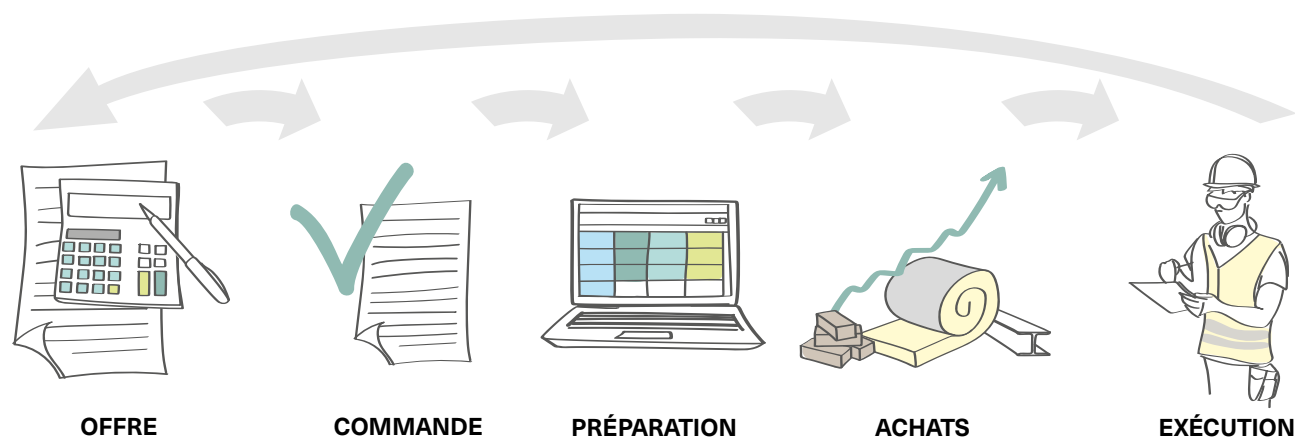 OFFRE
COMMANDE
PRÉPARATION
ACHATS
EXÉCUTION